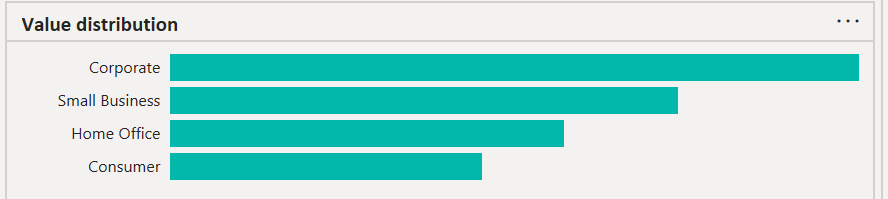 Value distribution
Corporate
Small Business
Home Office
Consumer